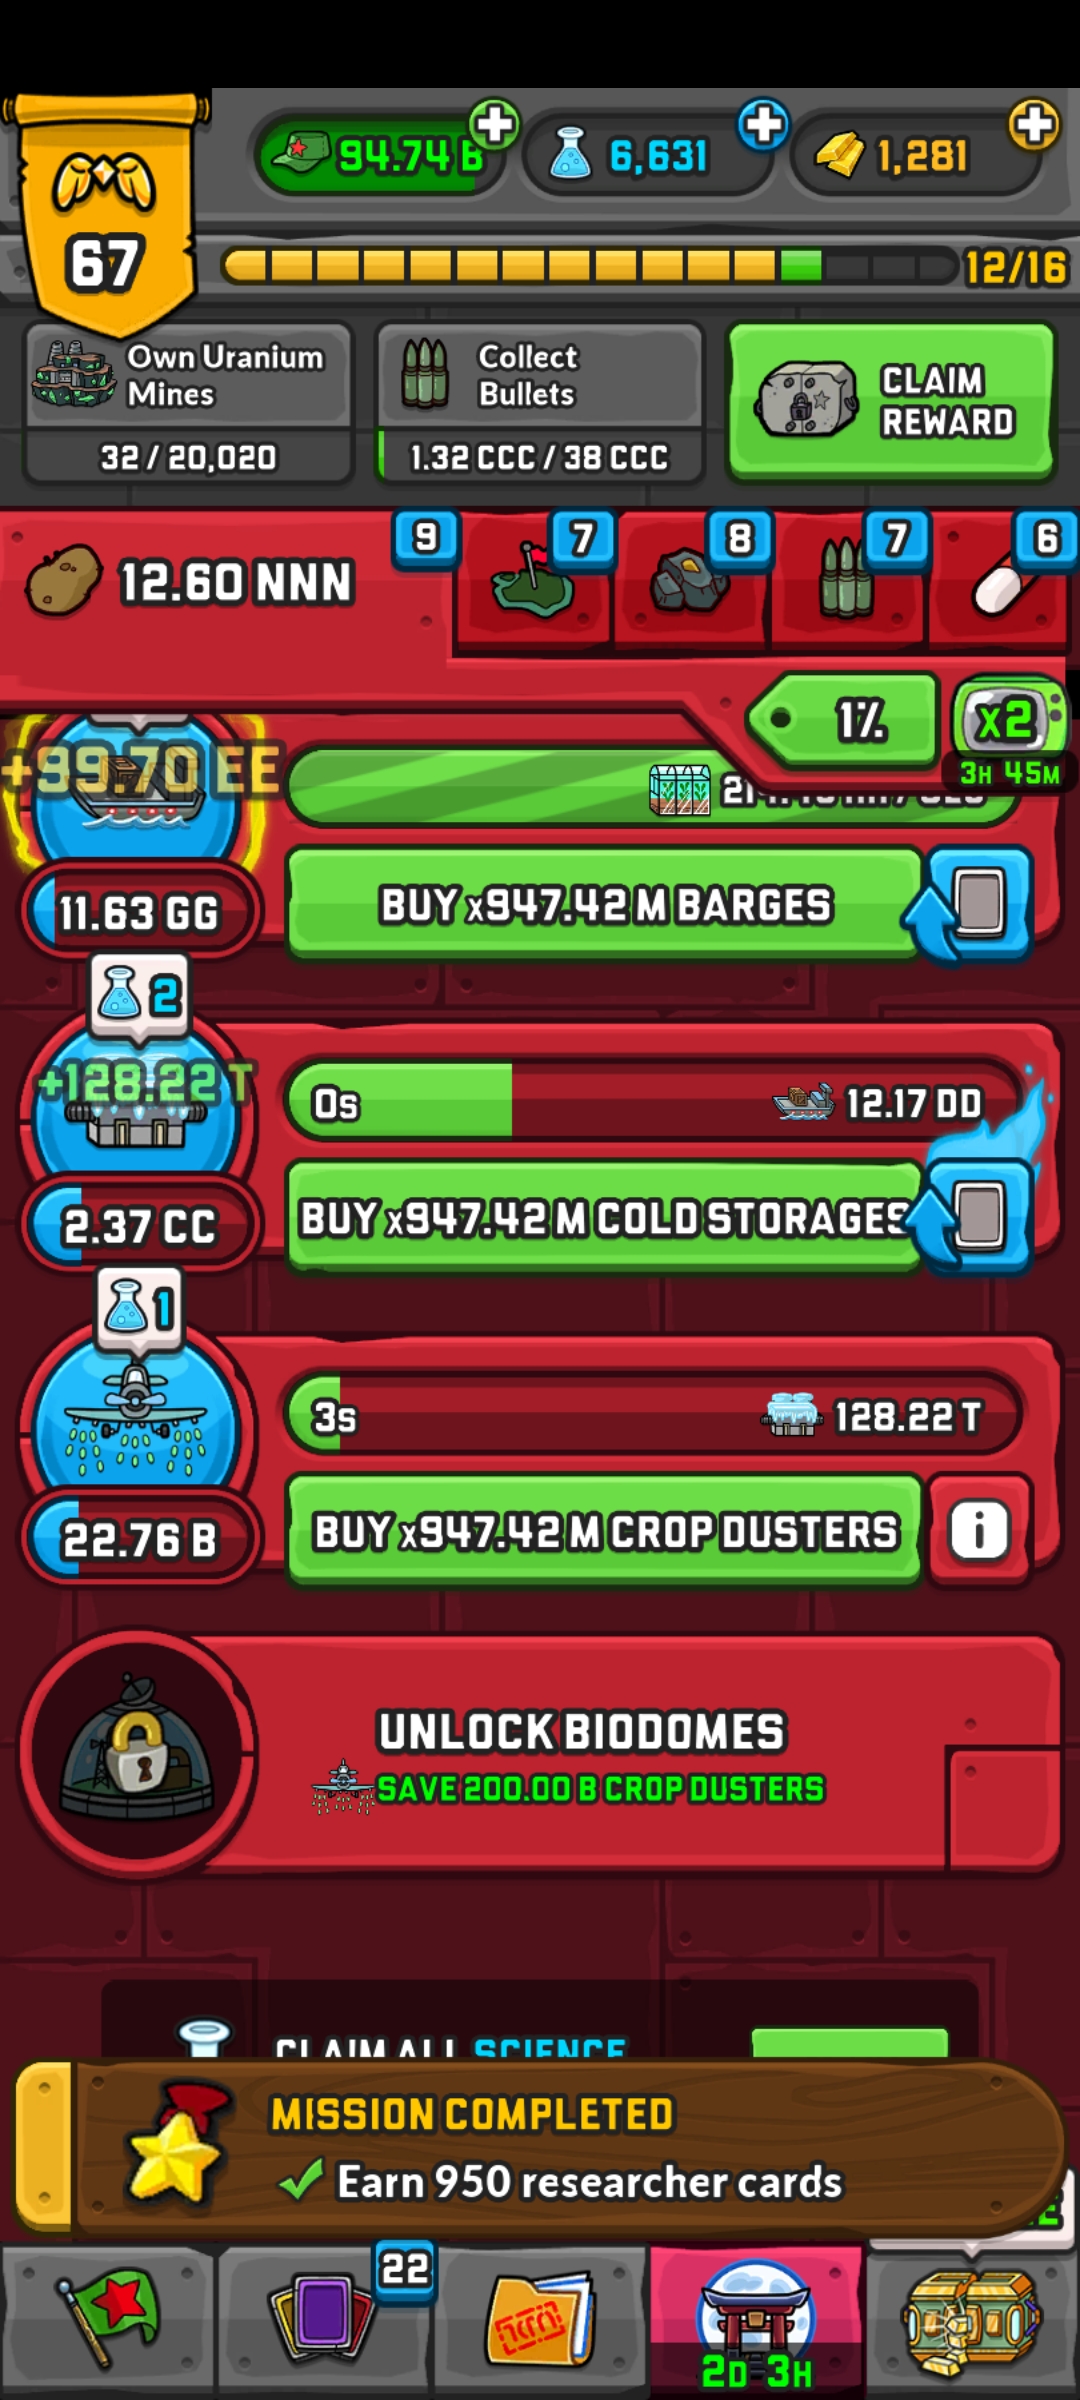 94.74 B
6,631
1,281
67
12/16
Own Uranium
Mines
32 / 20,020
Collect
Bullets
1.32 CCC / 38 CCC
CLAIM
REWARD
12.60 NNN
9
7
8
7
6
1%
X2
3H 45M
+99.70 EE
11.63 GG
BUY x947.42 M BARGES
2
+128.22 T
0s
12.17 DD
2.37 CC
BUY x947.42 M COLD STORAGES
1
3s
128.22 T
22.76 B
BUY x947.42 M CROP DUSTERS
i
UNLOCK BIODOMES
SAVE 200.00 B CROP DUSTERS
CLAIM ALL SCIENCE
MISSION COMPLETED
Earn 950 researcher cards
22
2D 3H